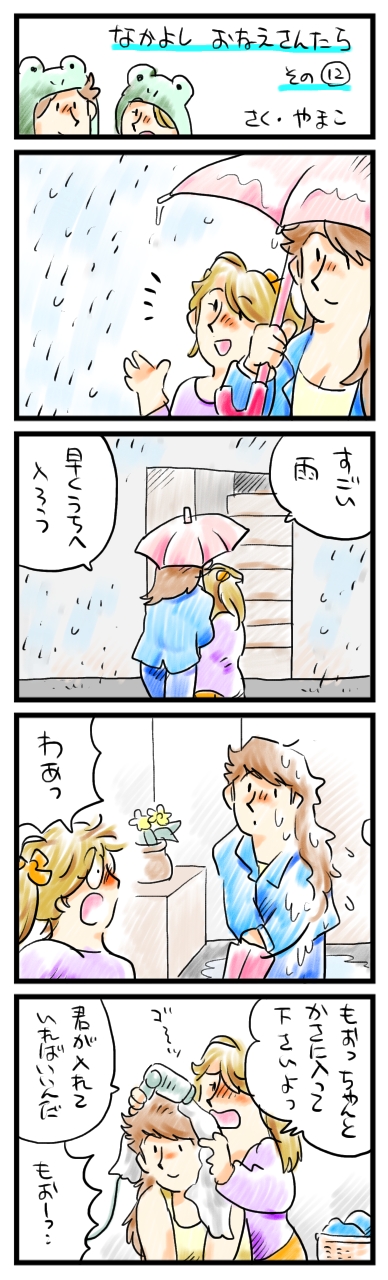 なかよし おねえさんたち
その⑫
さく・やまこ
すごい
雨
早くうちへ
入ろう
わあっ
もおっちゃんと
かさに入って
下さいよっ
ゴ〜〜ッ
君が入れて
いればいいんだ
もおーっ‥